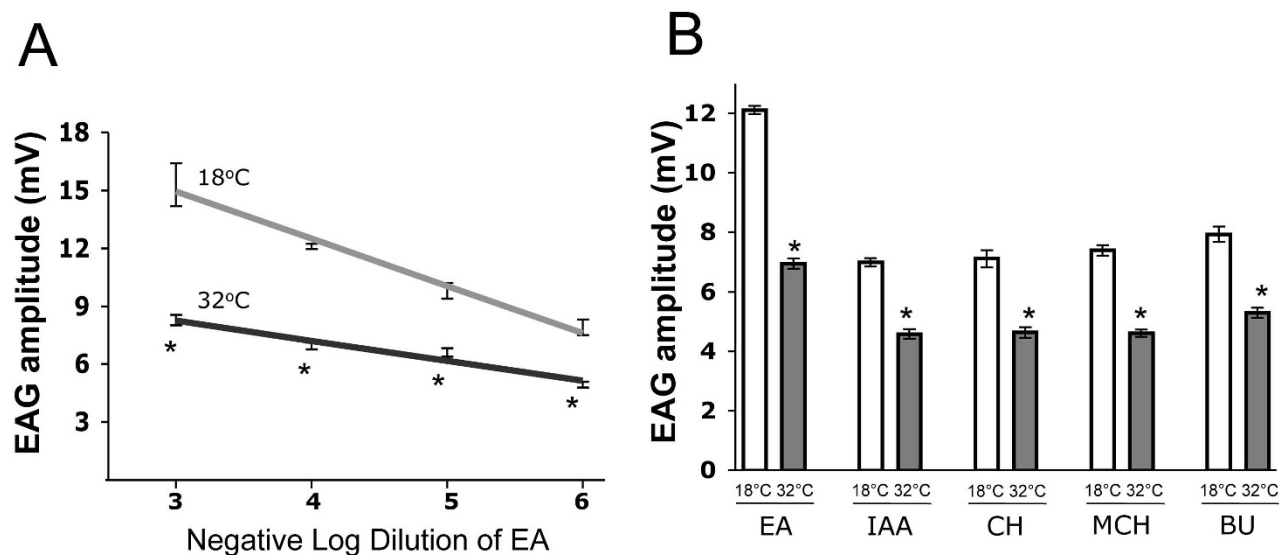 A
EAG amplitude (mV)
18
15
12
9
6
3
18°C
32°C
*
*
*
*
3 4 5 6
Negative Log Dilution of EA
B
EAG amplitude (mV)
12
10
8
6
4
2
0
*
*
*
*
*
18°C 32°C 18°C 32°C 18°C 32°C 18°C 32°C 18°C 32°C
EA IAA CH MCH BU